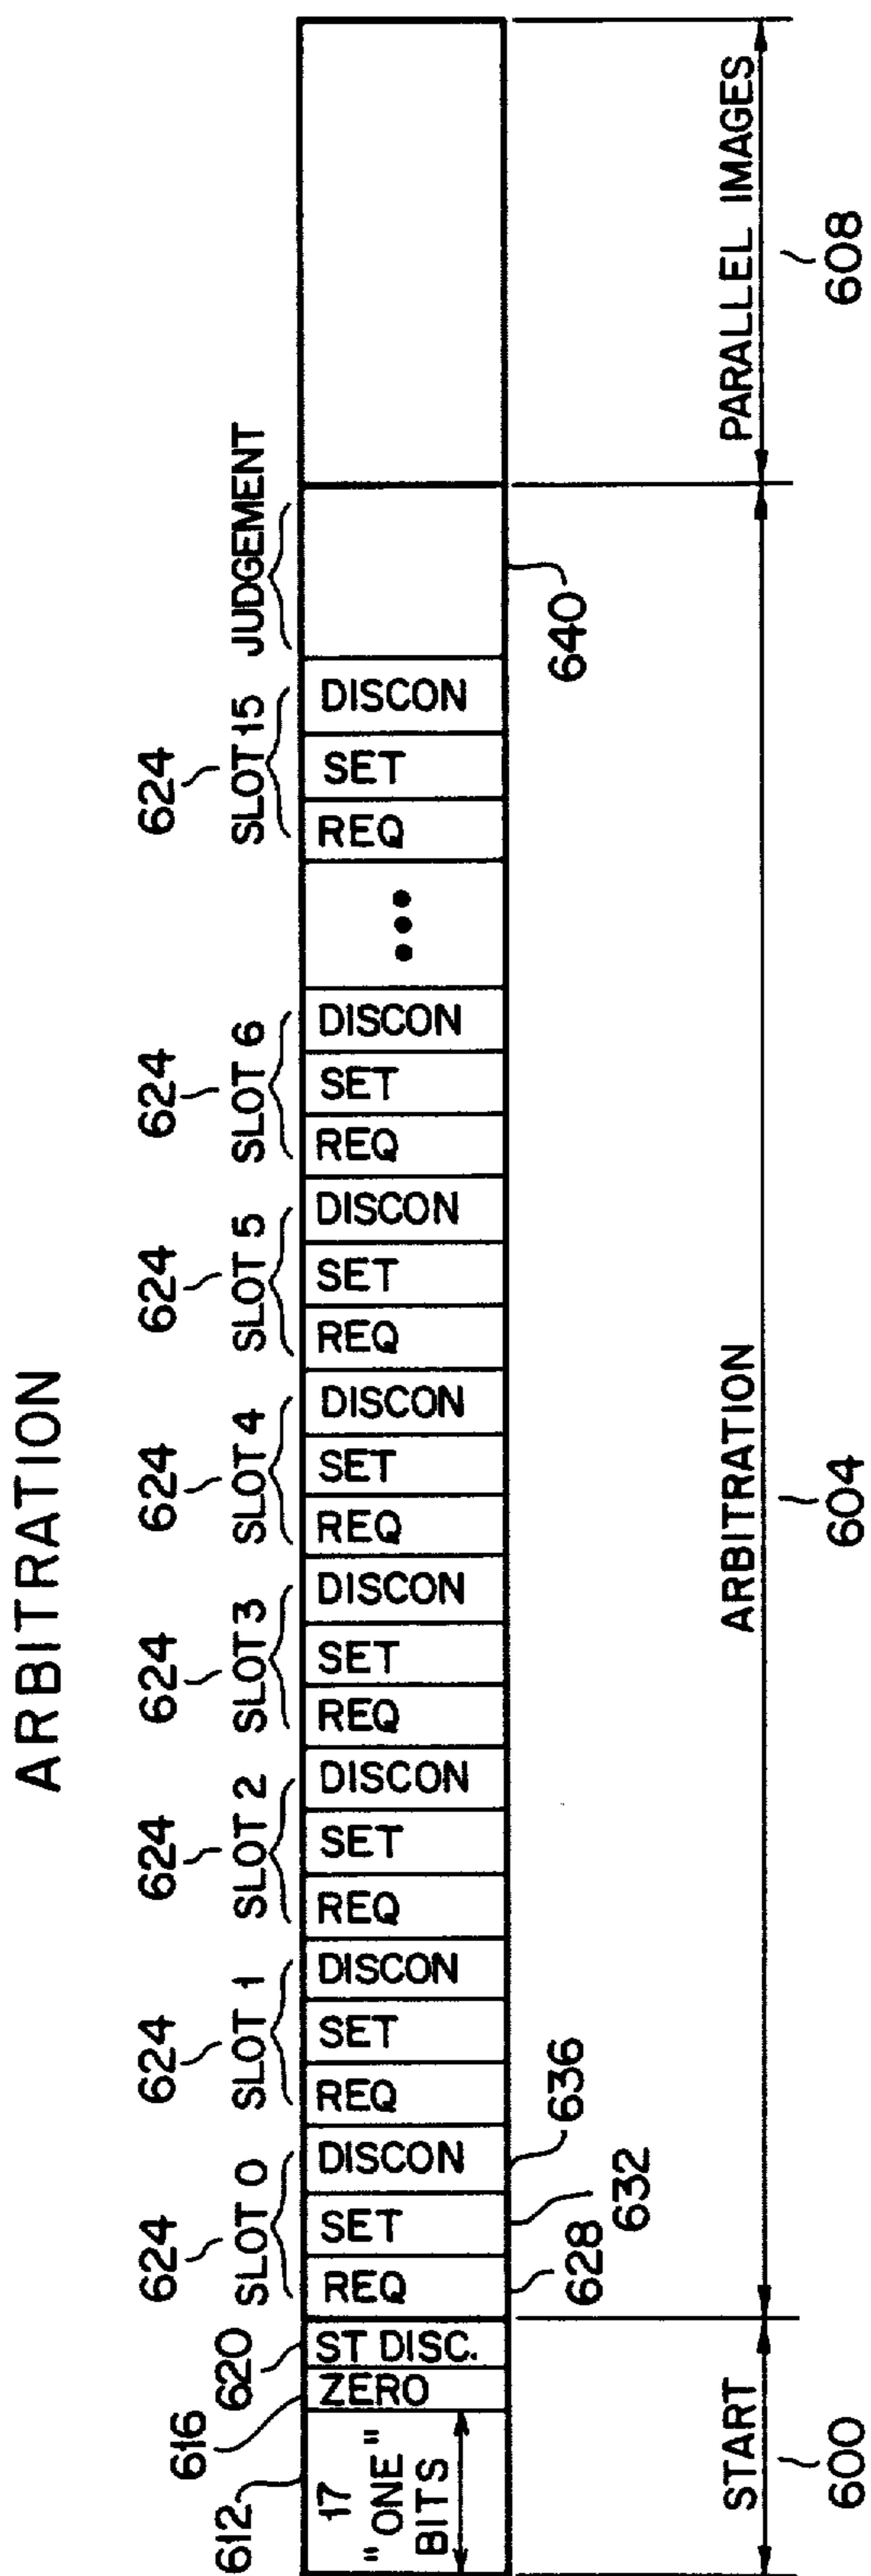 ARBITRATION
624 624 624 624 624 624 624 624
616 620 SLOT 0 SLOT 1 SLOT 2 SLOT 3 SLOT 4 SLOT 5 SLOT 6 SLOT 15 JUDGEMENT
612
17 "ONE" BITS ZERO ST DISC. REQ SET DISCON REQ SET DISCON REQ SET DISCON REQ SET DISCON REQ SET DISCON REQ SET DISCON REQ SET DISCON ••• REQ SET DISCON
628 632 636 640
START ARBITRATION PARALLEL IMAGES
600 604 608